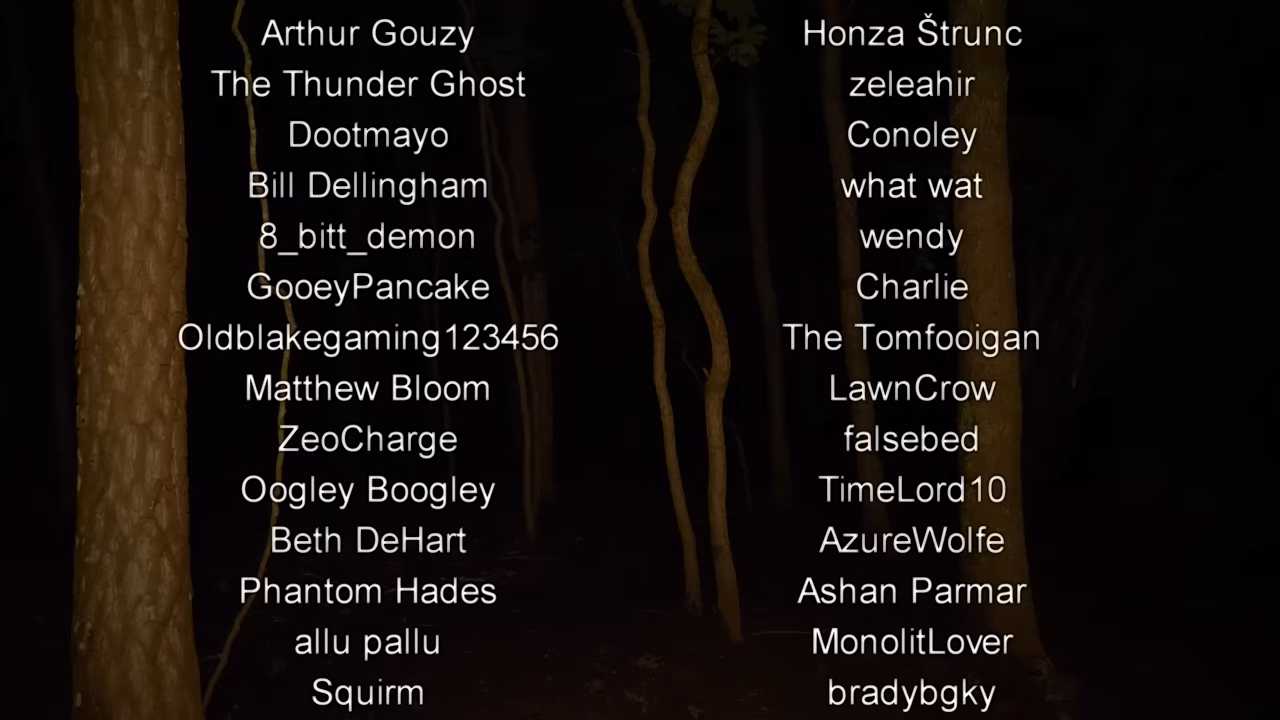 Arthur Gouzy
The Thunder Ghost
Dootmayo
Bill Dellingham
8_bitt_demon
GooeyPancake
Oldblakegaming123456
Matthew Bloom
ZeoCharge
Oogley Boogley
Beth DeHart
Phantom Hades
allu pallu
Squirm
Honza Štrunc
zeleahir
Conoley
what wat
wendy
Charlie
The Tomfooigan
LawnCrow
falsebed
TimeLord10
AzureWolfe
Ashan Parmar
MonolitLover
bradybgky